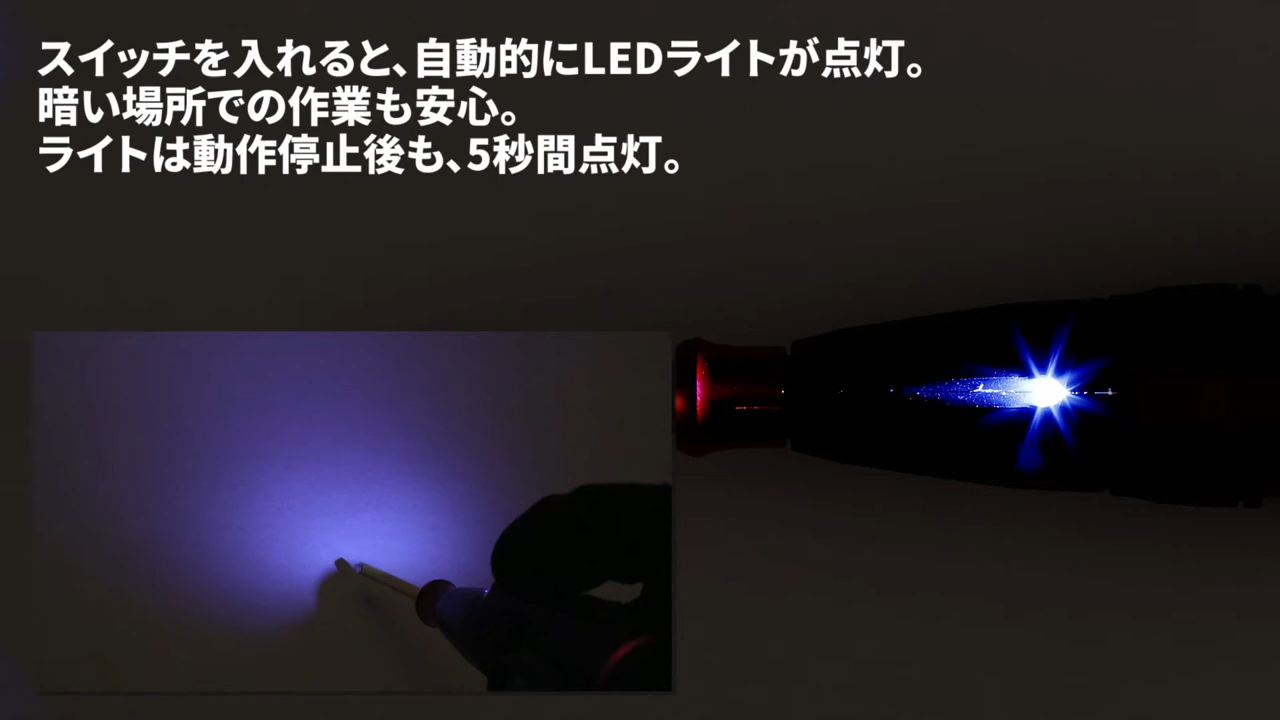 スイッチを入れると、自動的にLEDライトが点灯。
暗い場所での作業も安心。
ライトは動作停止後も、5秒間点灯。